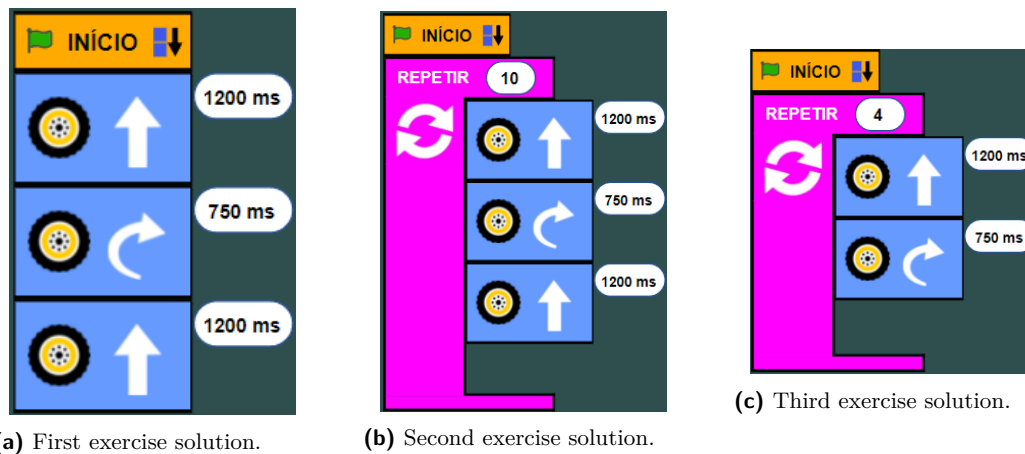 INÍCIO
1200 ms
750 ms
1200 ms
(a) First exercise solution.
INÍCIO
REPETIR 10
1200 ms
750 ms
1200 ms
(b) Second exercise solution.
INÍCIO
REPETIR 4
1200 ms
750 ms
(c) Third exercise solution.